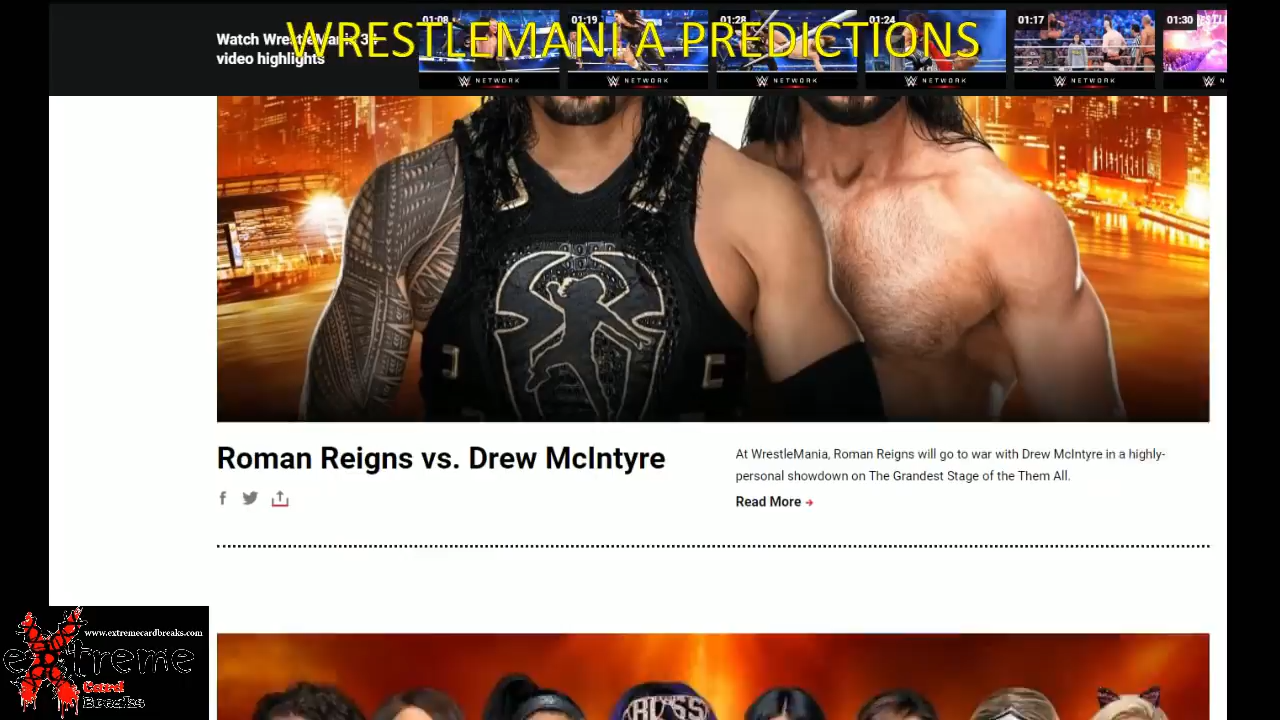 WRESTLEMANIA PREDICTIONS
Watch WrestleMania 3
video highlights
01:08
01:19
01:28
01:24
01:17
01:30
NETWORK
NETWORK
NETWORK
NETWORK
NETWORK
N
Roman Reigns vs. Drew McIntyre
At WrestleMania, Roman Reigns will go to war with Drew McIntyre in a highly-
personal showdown on The Grandest Stage of the Them All.
Read More →
www.extremecardbreaks.com
extreme
Card
Breaks